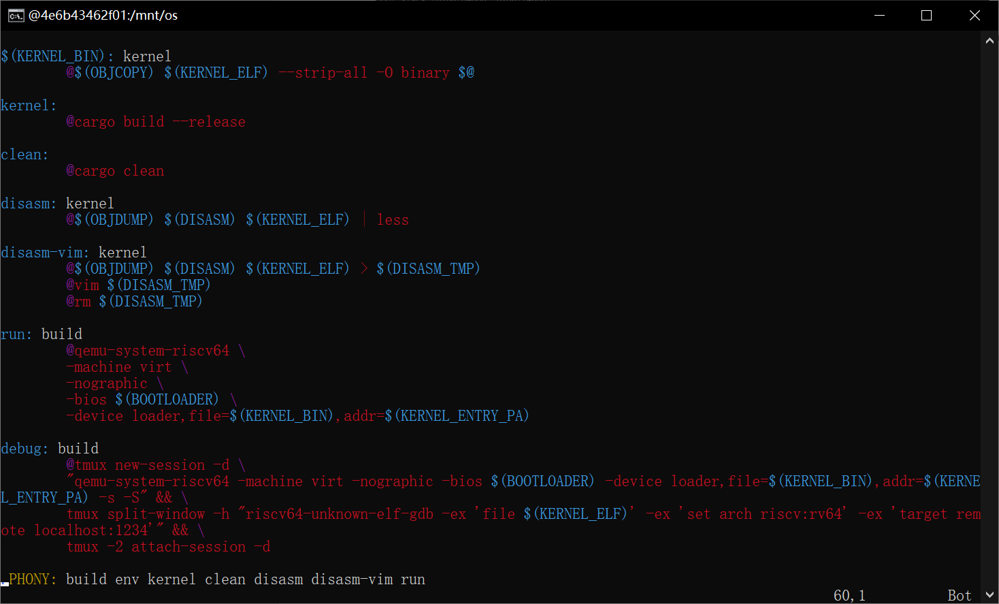 @4e6b43462f01:/mnt/os
$(KERNEL_BIN): kernel
@$(OBJCOPY) $(KERNEL_ELF) --strip-all -O binary $@
kernel:
@cargo build --release
clean:
@cargo clean
disasm: kernel
@$(OBJDUMP) $(DISASM) $(KERNEL_ELF) | less
disasm-vim: kernel
@$(OBJDUMP) $(DISASM) $(KERNEL_ELF) > $(DISASM_TMP)
@vim $(DISASM_TMP)
@rm $(DISASM_TMP)
run: build
@qemu-system-riscv64 \
-machine virt \
-nographic \
-bios $(BOOTLOADER) \
-device loader,file=$(KERNEL_BIN),addr=$(KERNEL_ENTRY_PA)
debug: build
@tmux new-session -d \
"qemu-system-riscv64 -machine virt -nographic -bios $(BOOTLOADER) -device loader,file=$(KERNEL_BIN),addr=$(KERNE
L_ENTRY_PA) -s -S" && \
tmux split-window -h "riscv64-unknown-elf-gdb -ex 'file $(KERNEL_ELF)' -ex 'set arch riscv:rv64' -ex 'target rem
ote localhost:1234'" && \
tmux -2 attach-session -d
.PHONY: build env kernel clean disasm disasm-vim run
60,1 Bot